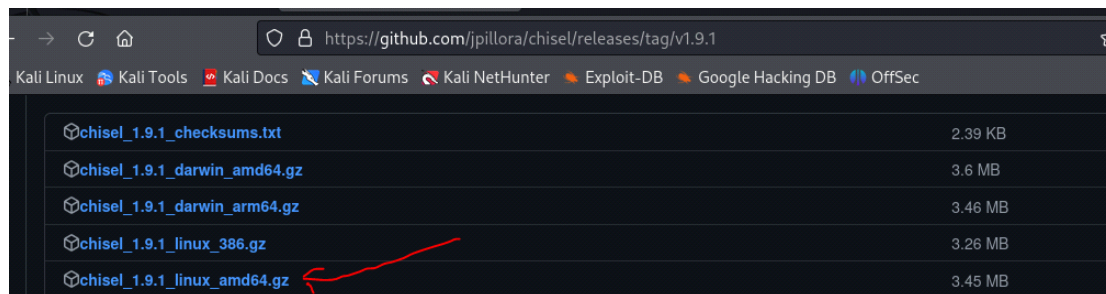 https://github.com/jpillora/chisel/releases/tag/v1.9.1
Kali Linux Kali Tools Kali Docs Kali Forums Kali NetHunter Exploit-DB Google Hacking DB OffSec
chisel_1.9.1_checksums.txt 2.39 KB
chisel_1.9.1_darwin_amd64.gz 3.6 MB
chisel_1.9.1_darwin_arm64.gz 3.46 MB
chisel_1.9.1_linux_386.gz 3.26 MB
chisel_1.9.1_linux_amd64.gz 3.45 MB